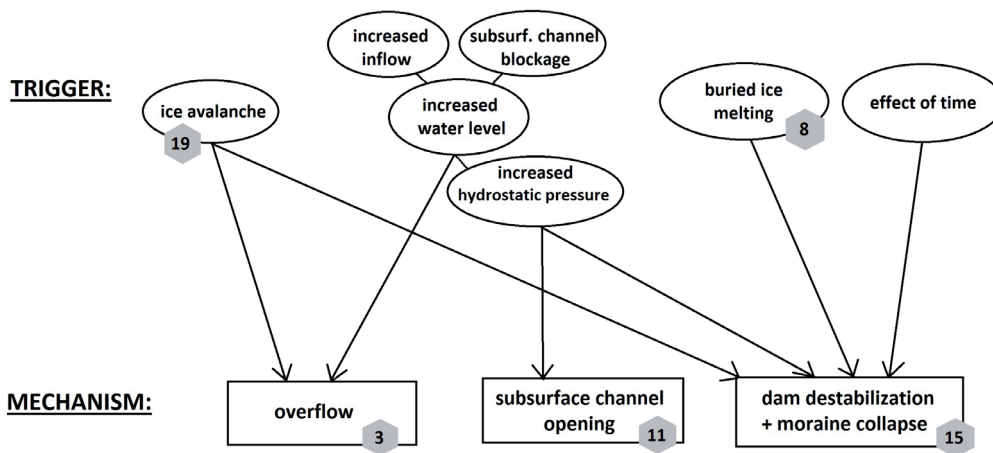 increased
inflow
subsurf. channel
blockage
TRIGGER:
ice avalanche
19
increased
water level
buried ice
melting
8
effect of time
increased
hydrostatic pressure
MECHANISM:
overflow
3
subsurface channel
opening
11
dam destabilization
+ moraine collapse
15